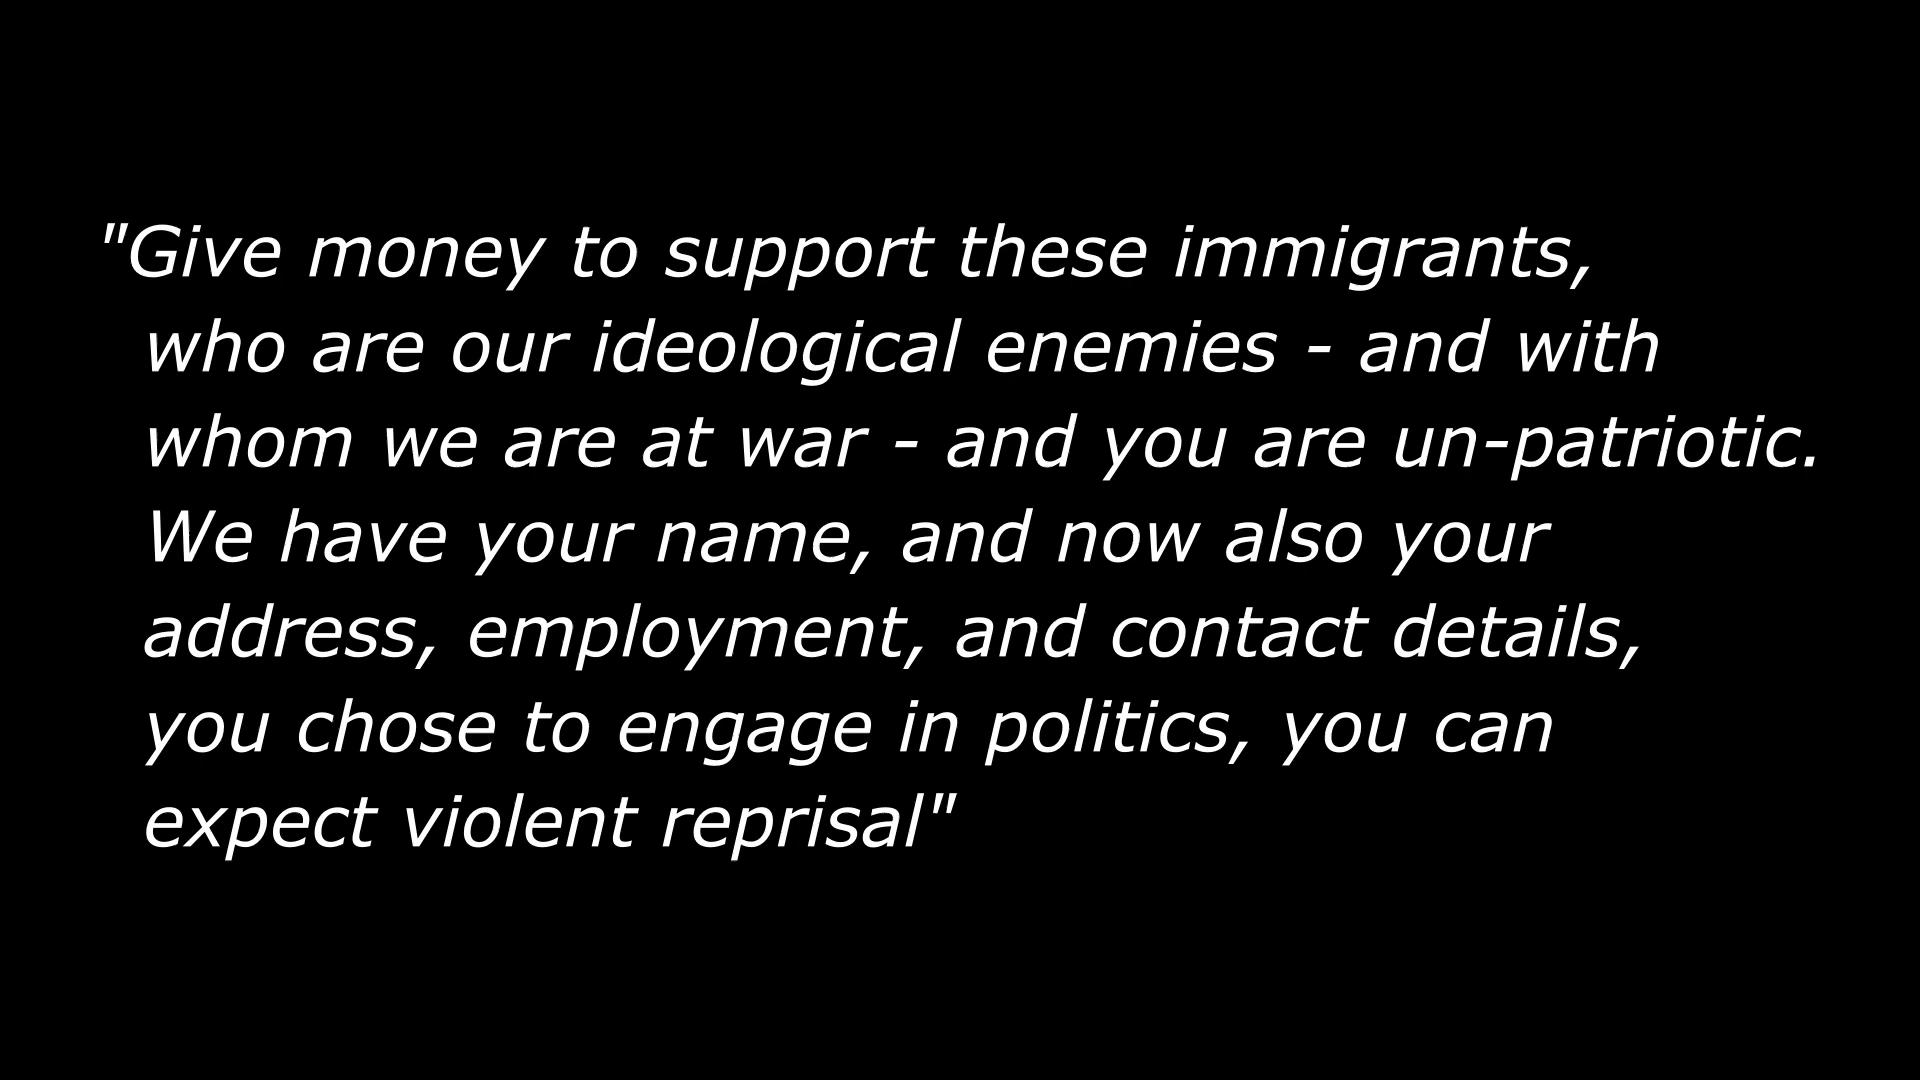 "Give money to support these immigrants,
who are our ideological enemies - and with
whom we are at war - and you are un-patriotic.
We have your name, and now also your
address, employment, and contact details,
you chose to engage in politics, you can
expect violent reprisal"